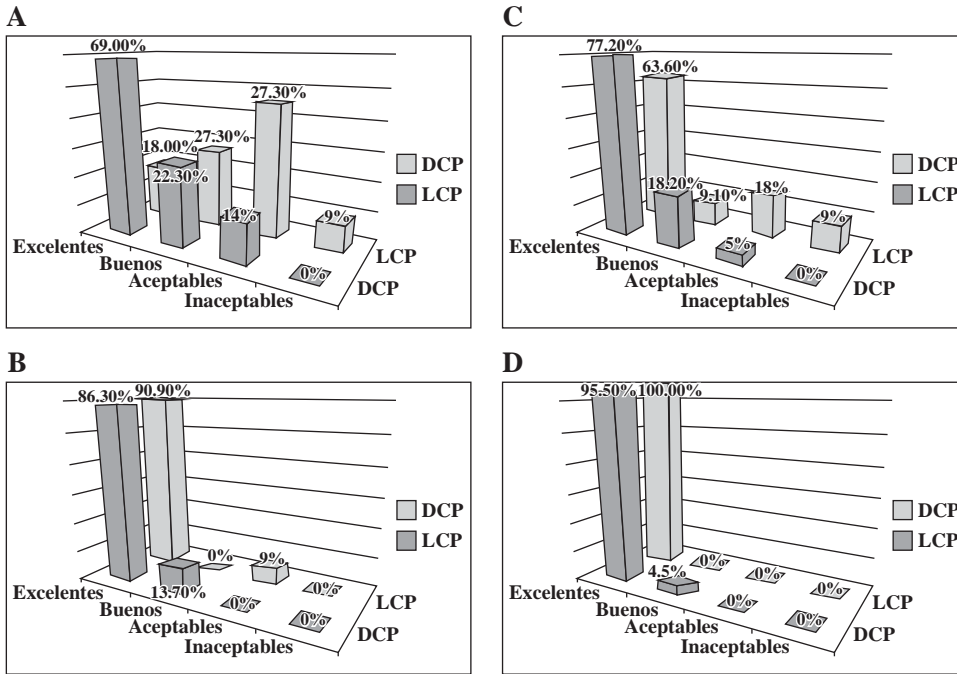 A
69.00%
27.30%
27.30%
18.00%
22.30%
14%
9%
0%
DCP
LCP
Excelentes
Buenos
Aceptables
Inaceptables
LCP
DCP
C
77.20%
63.60%
18.20%
9.10%
18%
9%
5%
0%
DCP
LCP
Excelentes
Buenos
Aceptables
Inaceptables
LCP
DCP
B
86.30%
90.90%
0%
9%
13.70%
0%
0%
0%
DCP
LCP
Excelentes
Buenos
Aceptables
Inaceptables
LCP
DCP
D
95.50%
100.00%
4.5%
0%
0%
0%
0%
0%
DCP
LCP
Excelentes
Buenos
Aceptables
Inaceptables
LCP
DCP